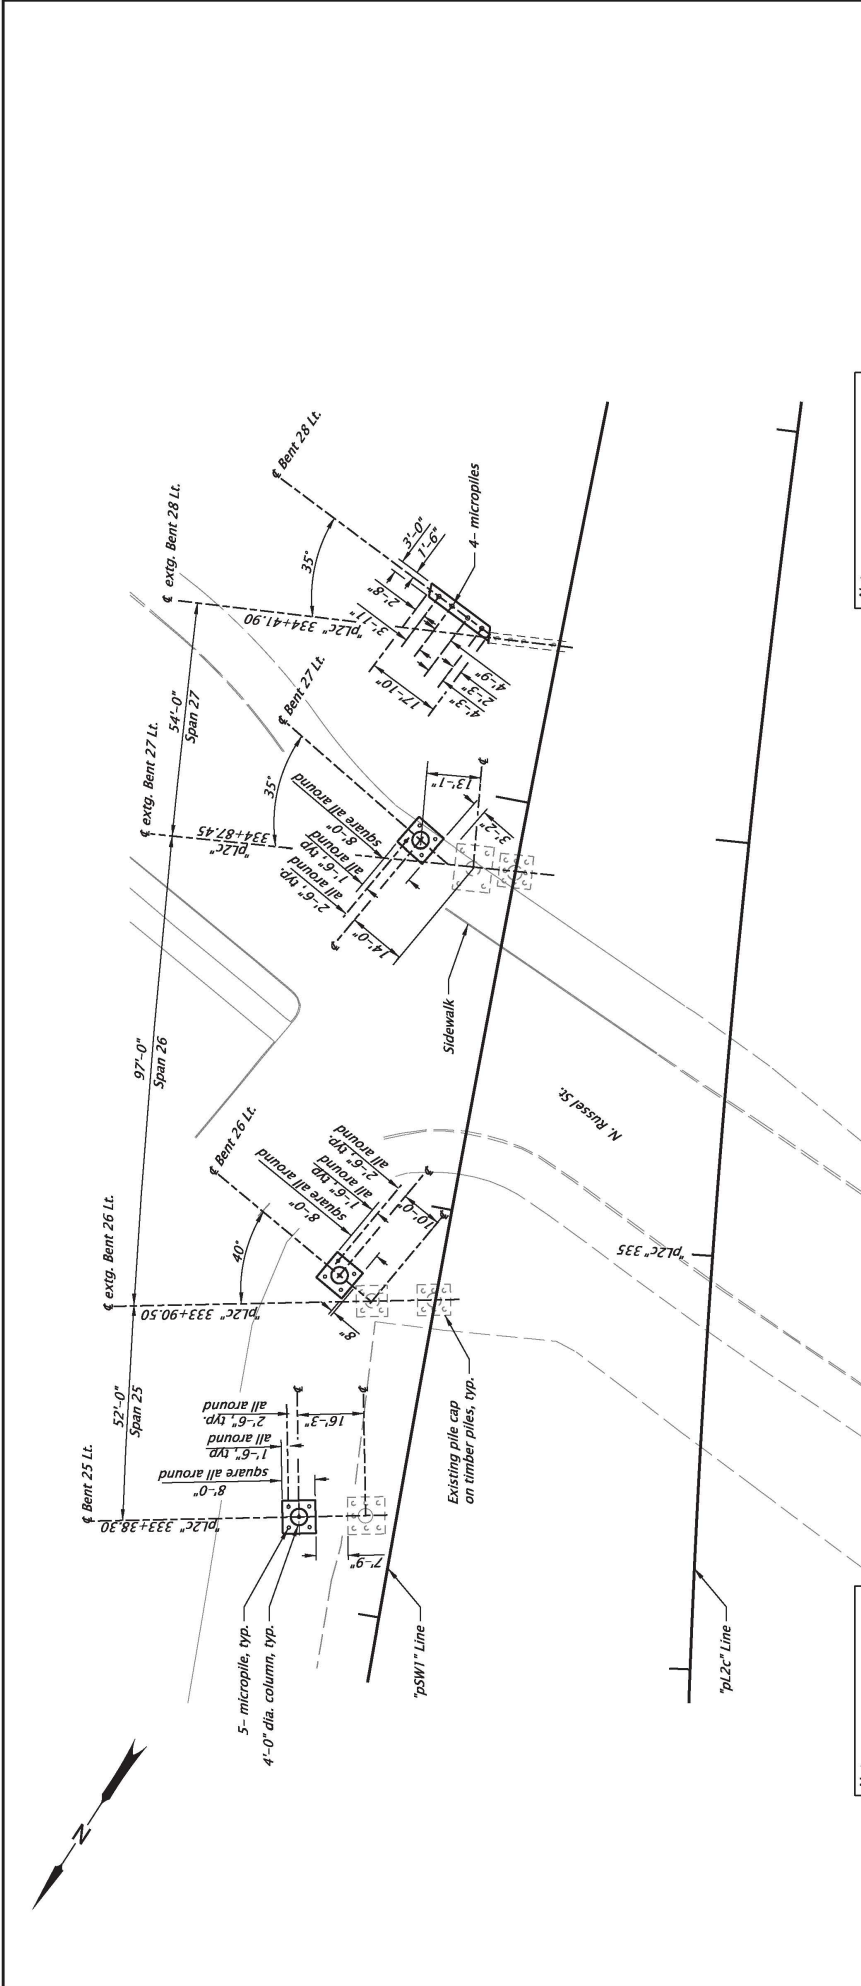 ℄ Bent 25 Lt.
52'-0"
Span 25
℄ extg. Bent 26 Lt.
97'-0"
Span 26
℄ extg. Bent 27 Lt.
54'-0"
Span 27
℄ extg. Bent 28 Lt.
℄ Bent 28 Lt.
℄ Bent 27 Lt.
℄ Bent 26 Lt.
"pL2c" 333+38.30
"pL2c" 333+90.50
"pL2c"
334+87.45
"pL2c" 334+41.90
40°
35°
35°
8'-0"
square all around
1'-6", typ
all around
2'-6", typ.
all around
16'-3"
℄
℄
7'-9"
5- micropile, typ.
4'-0" dia. column, typ.
8'-0"
square all around
1'-6", typ
all around
2'-6", typ.
all around
10'-0"
℄
℄
8"
Existing pile cap
on timber piles, typ.
8'-0"
square all around
1'-6", typ
all around
2'-6", typ.
all around
℄
14'-0"
13'-1"
℄
3'-2"
Sidewalk
3'-0"
1'-6"
2'-8"
3'-11"
17'-10"
4'-3"
2'-3"
4'-9"
4- micropiles
N. Russel St.
"pL2c" 335
"pSW1" Line
"pL2c" Line
N